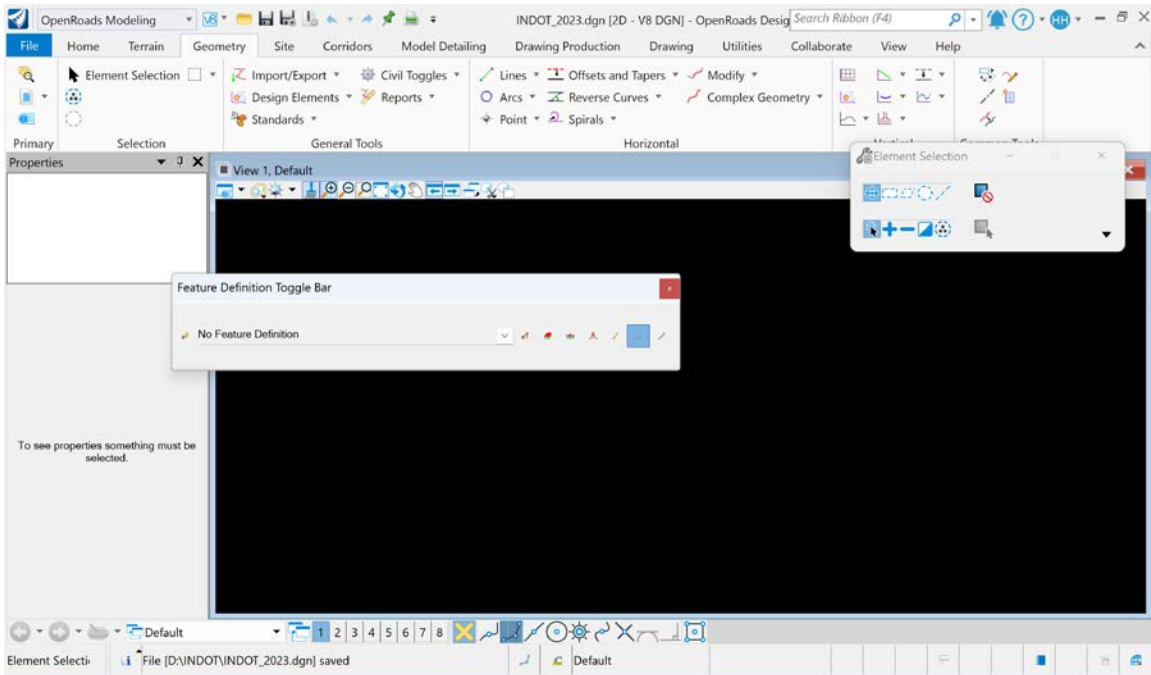 OpenRoads Modeling INDOT_2023.dgn [2D - V8 DGN] - OpenRoads Desig Search Ribbon (F4) HH
File Home Terrain Geometry Site Corridors Model Detailing Drawing Production Drawing Utilities Collaborate View Help
Element Selection Import/Export Civil Toggles Lines Offsets and Tapers Modify
Design Elements Reports Arcs Reverse Curves Complex Geometry
Standards Point Spirals
Primary Selection General Tools Horizontal
Properties
View 1, Default
Element Selection
Feature Definition Toggle Bar
No Feature Definition
To see properties something must be
selected.
Default 1 2 3 4 5 6 7 8
Element Selecti File [D:\INDOT\INDOT_2023.dgn] saved Default